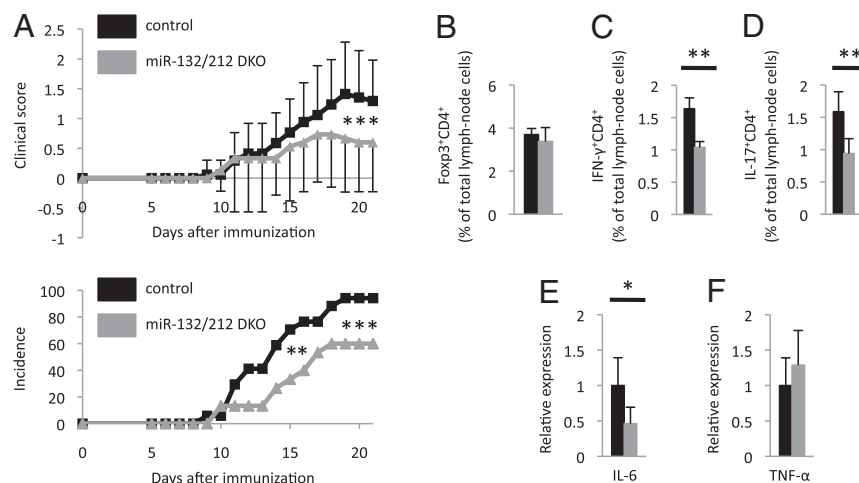 A
control
miR-132/212 DKO
Clinical score
2.5
2
1.5
1
0.5
0
-0.5
-1
***
0 5 10 15 20
Days after immunization
control
miR-132/212 DKO
Incidence
100
80
60
40
20
0
**
***
0 5 10 15 20
Days after immunization
B
Foxp3⁺CD4⁺
(% of total lymph-node cells)
6
4
2
0
C
IFN-γ⁺CD4⁺
(% of total lymph-node cells)
**
2
1.5
1
0.5
0
D
IL-17⁺CD4⁺
(% of total lymph-node cells)
**
2
1.5
1
0.5
0
E
Relative expression
*
2
1.5
1
0.5
0
IL-6
F
Relative expression
2
1.5
1
0.5
0
TNF-α